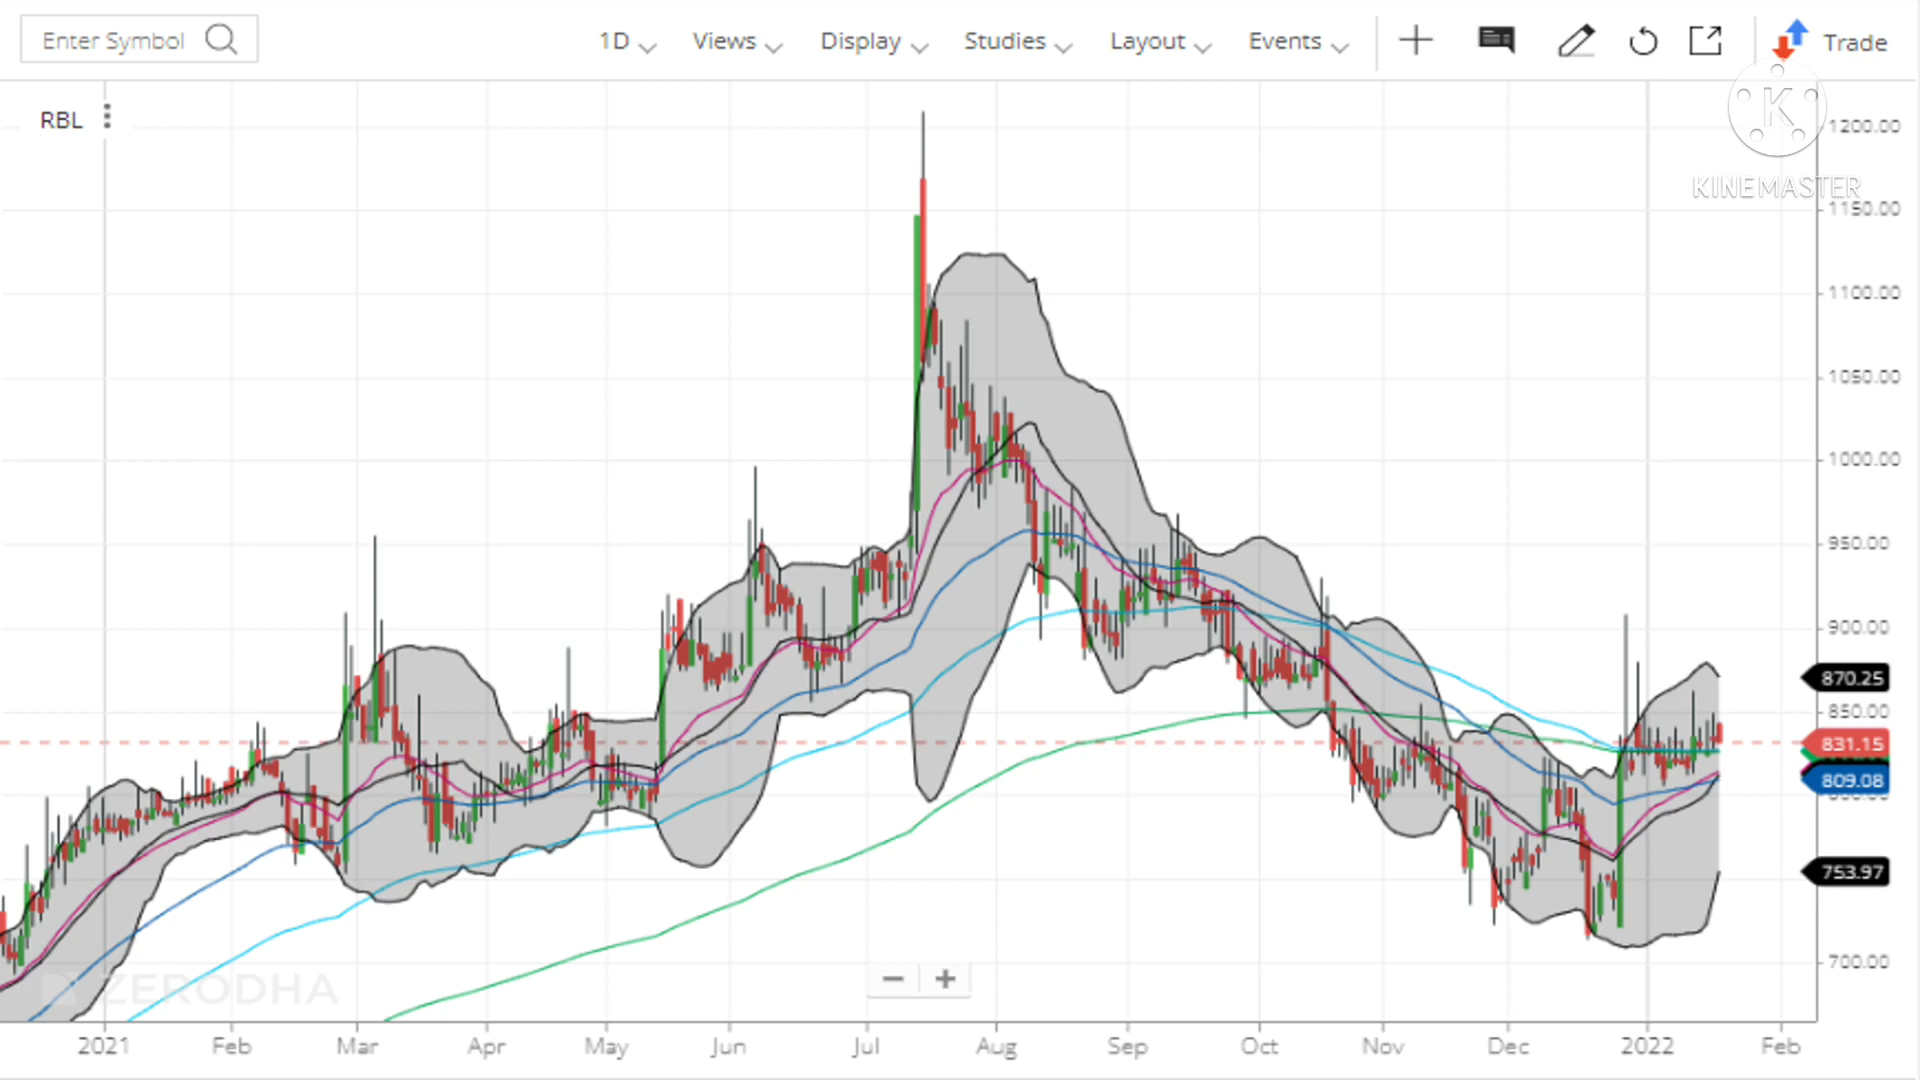 Enter Symbol 1D Views Display Studies Layout Events Trade
RBL
KINEMASTER
1200.00
1150.00
1100.00
1050.00
1000.00
950.00
900.00
870.25
850.00
831.15
809.08
800.00
753.97
700.00
ZERODHA
2021 Feb Mar Apr May Jun Jul Aug Sep Oct Nov Dec 2022 Feb